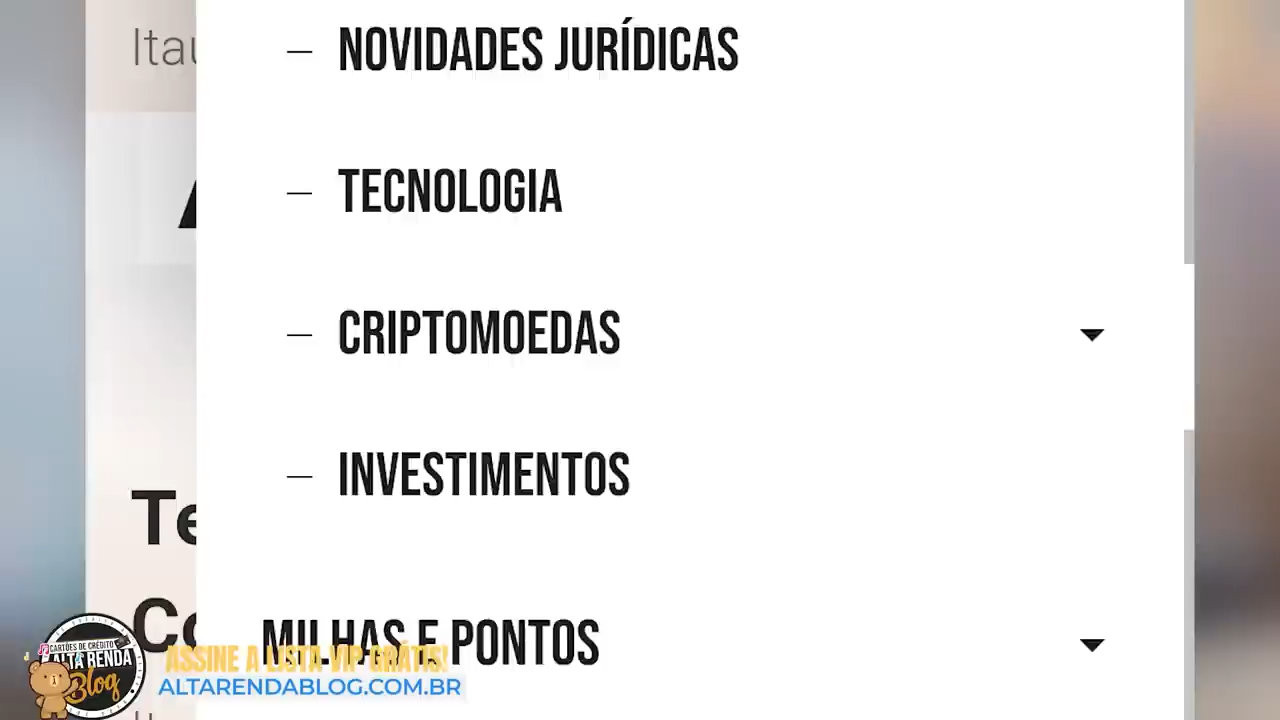 Itaú
— NOVIDADES JURÍDICAS
— TECNOLOGIA
— CRIPTOMOEDAS
— INVESTIMENTOS
MILHAS E PONTOS
CARTÕES DE CRÉDITO
ALTA RENDA
Blog
ASSINE A LISTA VIP GRÁTIS!
ALTARENDABLOG.COM.BR